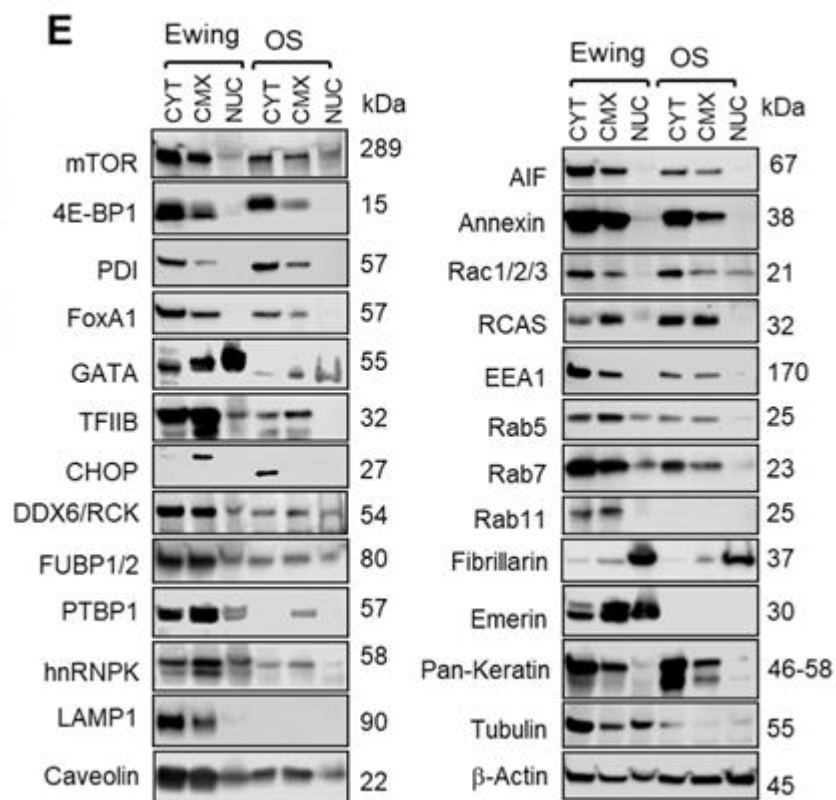 E
Ewing OS
CYT CMX NUC CYT CMX NUC kDa
mTOR 289
4E-BP1 15
PDI 57
FoxA1 57
GATA 55
TFIIB 32
CHOP 27
DDX6/RCK 54
FUBP1/2 80
PTBP1 57
hnRNPK 58
LAMP1 90
Caveolin 22
Ewing OS
CYT CMX NUC CYT CMX NUC kDa
AIF 67
Annexin 38
Rac1/2/3 21
RCAS 32
EEA1 170
Rab5 25
Rab7 23
Rab11 25
Fibrillarin 37
Emerin 30
Pan-Keratin 46-58
Tubulin 55
β-Actin 45